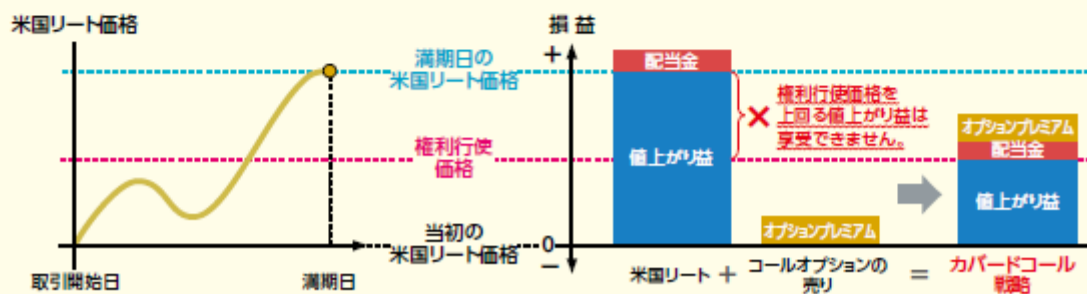 米国リート価格
満期日の
米国リート価格
権利行使
価格
当初の
米国リート価格
取引開始日
満期日
損益
+
0
−
配当金
値上がり益
×
権利行使価格を
上回る値上がり益は
享受できません。
オプションプレミアム
オプションプレミアム
配当金
値上がり益
米国リート
+
コールオプションの
売り
=
カバードコール
戦略